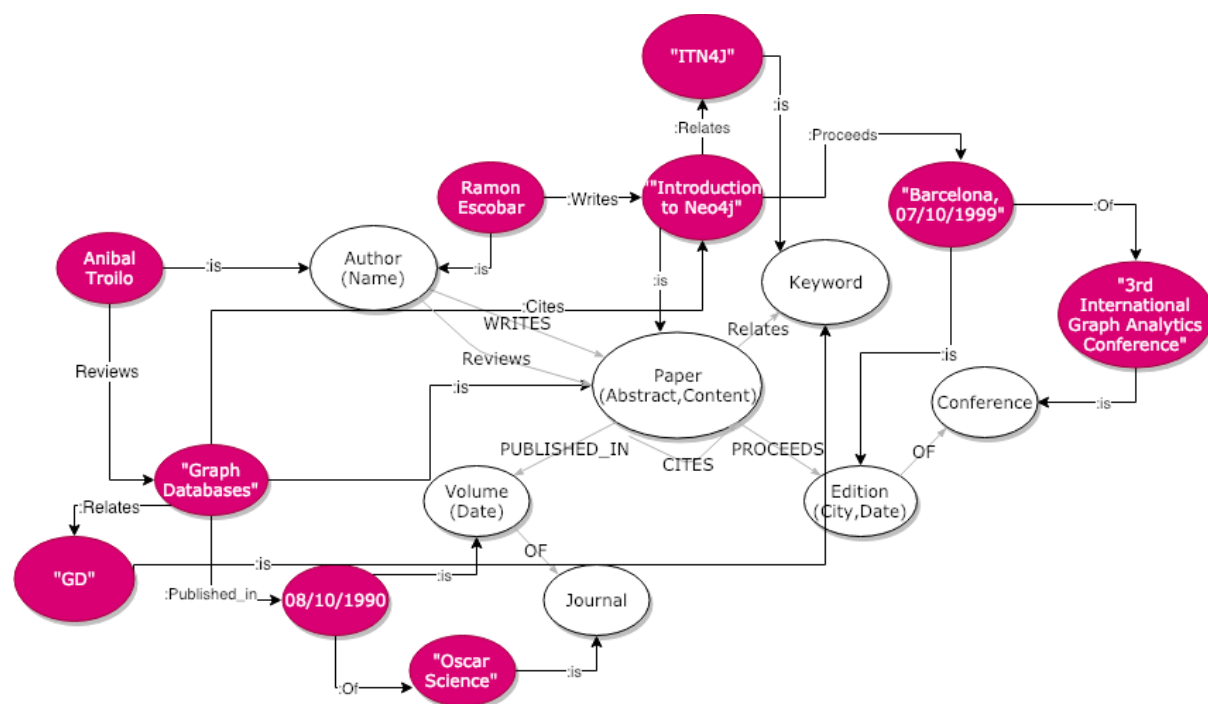 "ITN4J"
:is
:Relates
:Proceeds
Ramon
Escobar
:Writes
""Introduction
to Neo4j"
"Barcelona,
07/10/1999"
:Of
Anibal
Troilo
:is
Author
(Name)
:is
:is
Keyword
"3rd
International
Graph Analytics
Conference"
:Cites
WRITES
Relates
Reviews
Reviews
:is
:is
Paper
(Abstract,Content)
Conference
:is
PUBLISHED_IN
CITES
PROCEEDS
OF
"Graph
Databases"
Volume
(Date)
Edition
(City,Date)
:Relates
OF
"GD"
:is
:is
:Published_in
08/10/1990
Journal
"Oscar
Science"
:is
:Of